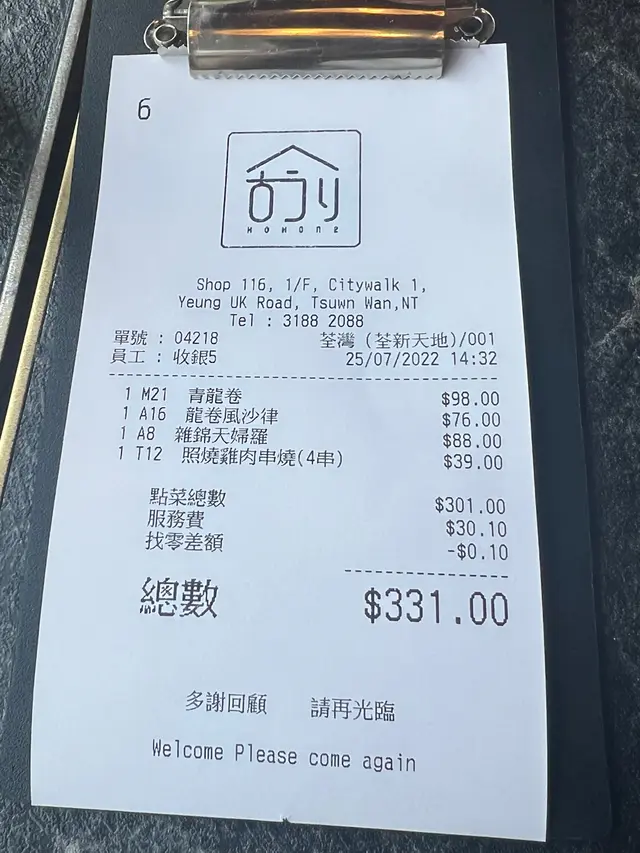 6
HOMON2
Shop 116, 1/F, Citywalk 1,
Yeung UK Road, Tsuwn Wan,NT
Tel : 3188 2088
單號 : 04218 荃灣 (荃新天地)/001
員工 : 收銀5 25/07/2022 14:32
1 M21 青龍卷 $98.00
1 A16 龍卷風沙律 $76.00
1 A8 雜錦天婦羅 $88.00
1 T12 照燒雞肉串燒(4串) $39.00
點菜總數 $301.00
服務費 $30.10
找零差額 -$0.10
總數 $331.00
多謝回顧 請再光臨
Welcome Please come again